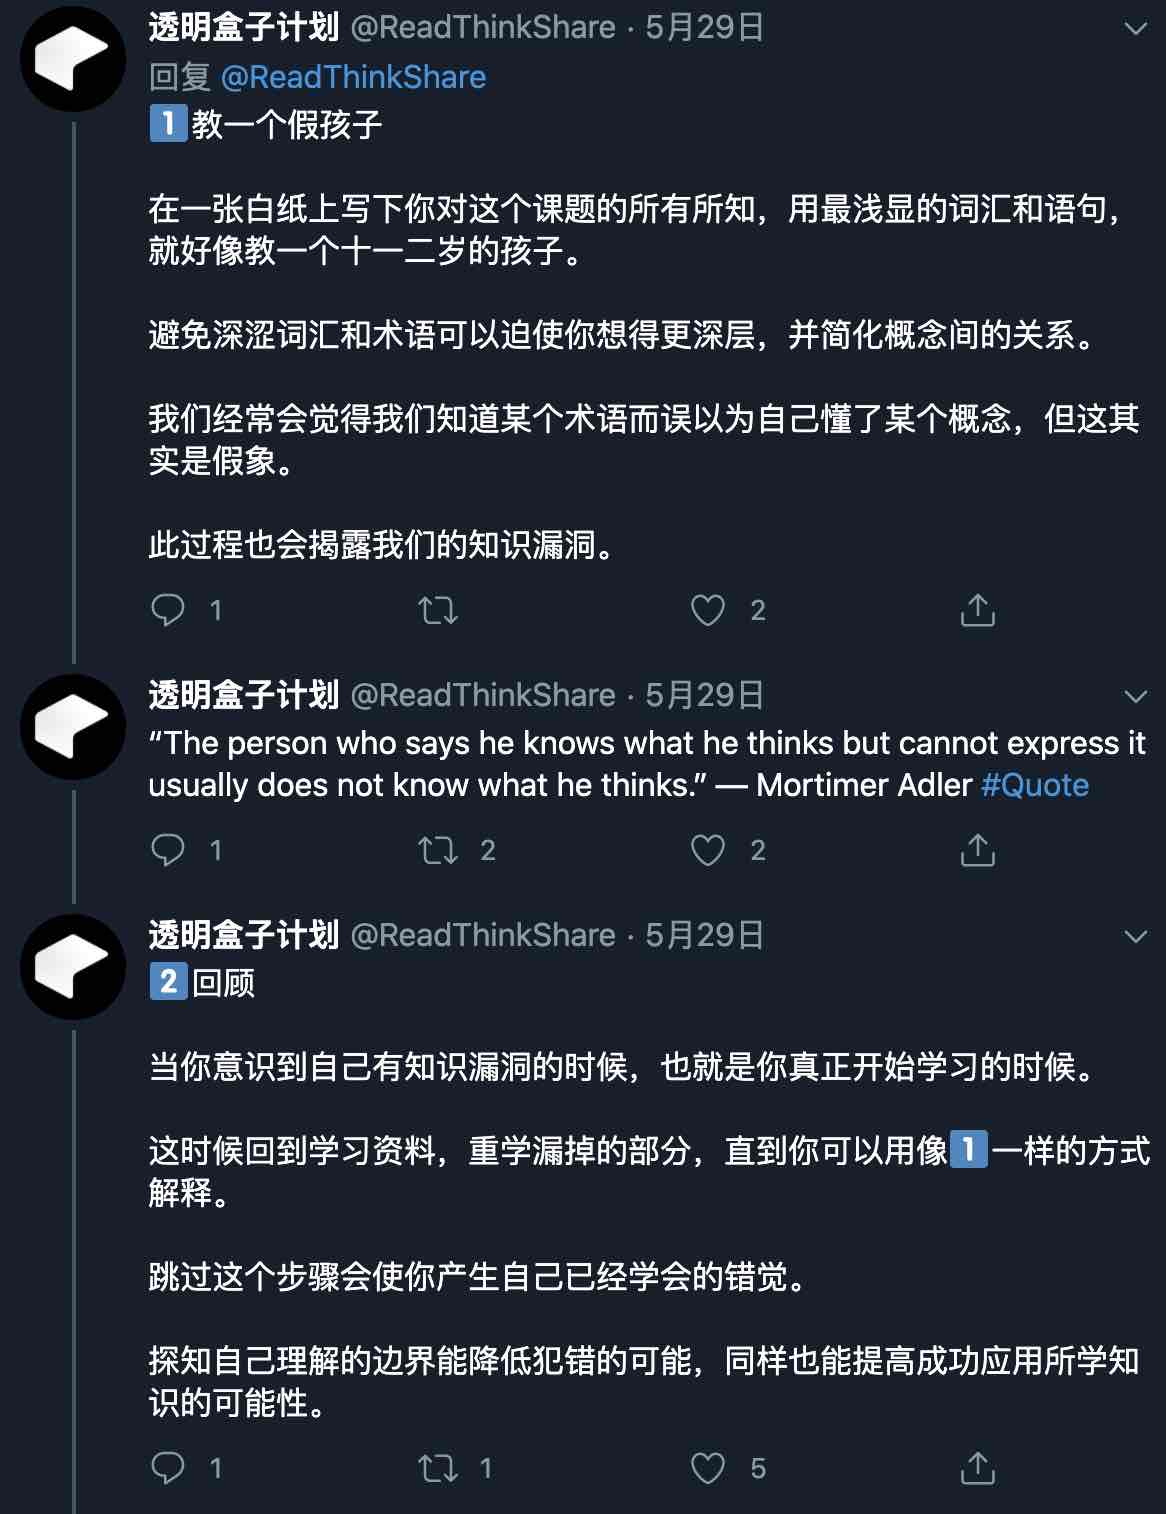 透明盒子计划 @ReadThinkShare · 5月29日
回复 @ReadThinkShare
1 教一个假孩子
在一张白纸上写下你对这个课题的所有所知，用最浅显的词汇和语句，
就好像教一个十一二岁的孩子。
避免深涩词汇和术语可以迫使你想得更深层，并简化概念间的关系。
我们经常会觉得我们知道某个术语而误以为自己懂了某个概念，但这其
实是假象。
此过程也会揭露我们的知识漏洞。
1 2
透明盒子计划 @ReadThinkShare · 5月29日
“The person who says he knows what he thinks but cannot express it
usually does not know what he thinks.” — Mortimer Adler #Quote
1 2 2
透明盒子计划 @ReadThinkShare · 5月29日
2 回顾
当你意识到自己有知识漏洞的时候，也就是你真正开始学习的时候。
这时候回到学习资料，重学漏掉的部分，直到你可以用像1一样的方式
解释。
跳过这个步骤会使你产生自己已经学会的错觉。
探知自己理解的边界能降低犯错的可能，同样也能提高成功应用所学知
识的可能性。
1 1 5